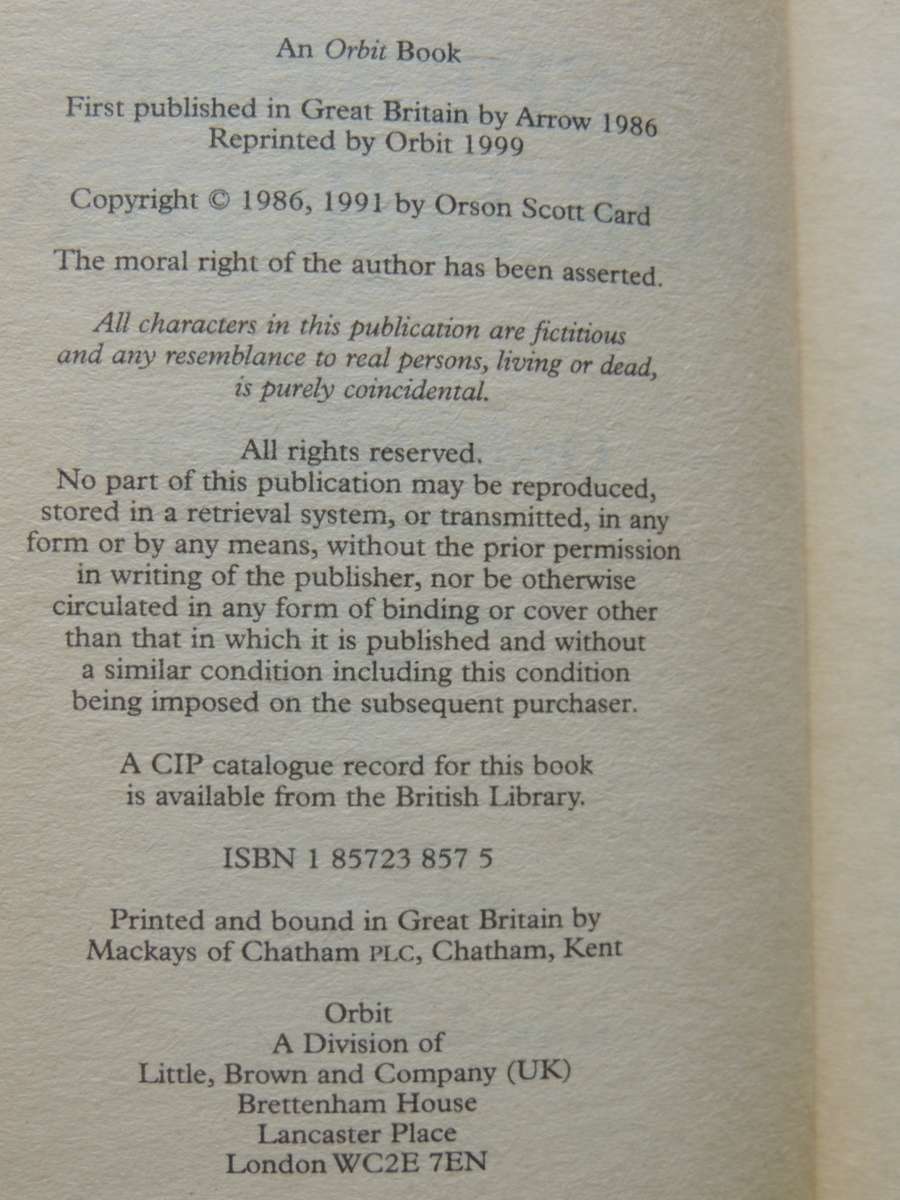 An Orbit Book
First published in Great Britain by Arrow 1986
Reprinted by Orbit 1999
Copyright © 1986, 1991 by Orson Scott Card
The moral right of the author has been asserted.
All characters in this publication are fictitious
and any resemblance to real persons, living or dead,
is purely coincidental.
All rights reserved.
No part of this publication may be reproduced,
stored in a retrieval system, or transmitted, in any
form or by any means, without the prior permission
in writing of the publisher, nor be otherwise
circulated in any form of binding or cover other
than that in which it is published and without
a similar condition including this condition
being imposed on the subsequent purchaser.
A CIP catalogue record for this book
is available from the British Library.
ISBN 1 85723 857 5
Printed and bound in Great Britain by
Mackays of Chatham PLC, Chatham, Kent
Orbit
A Division of
Little, Brown and Company (UK)
Brettenham House
Lancaster Place
London WC2E 7EN